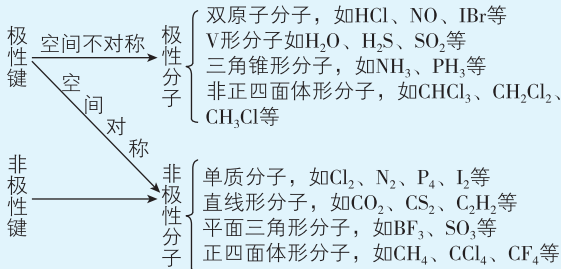 极性键
空间不对称
极性分子
双原子分子，如HCl、NO、IBr等
V形分子如H₂O、H₂S、SO₂等
三角锥形分子，如NH₃、PH₃等
非正四面体形分子，如CHCl₃、CH₂Cl₂、
CH₃Cl等
空间对称
非极性键
非极性分子
单质分子，如Cl₂、N₂、P₄、I₂等
直线形分子，如CO₂、CS₂、C₂H₂等
平面三角形分子，如BF₃、SO₃等
正四面体形分子，如CH₄、CCl₄、CF₄等